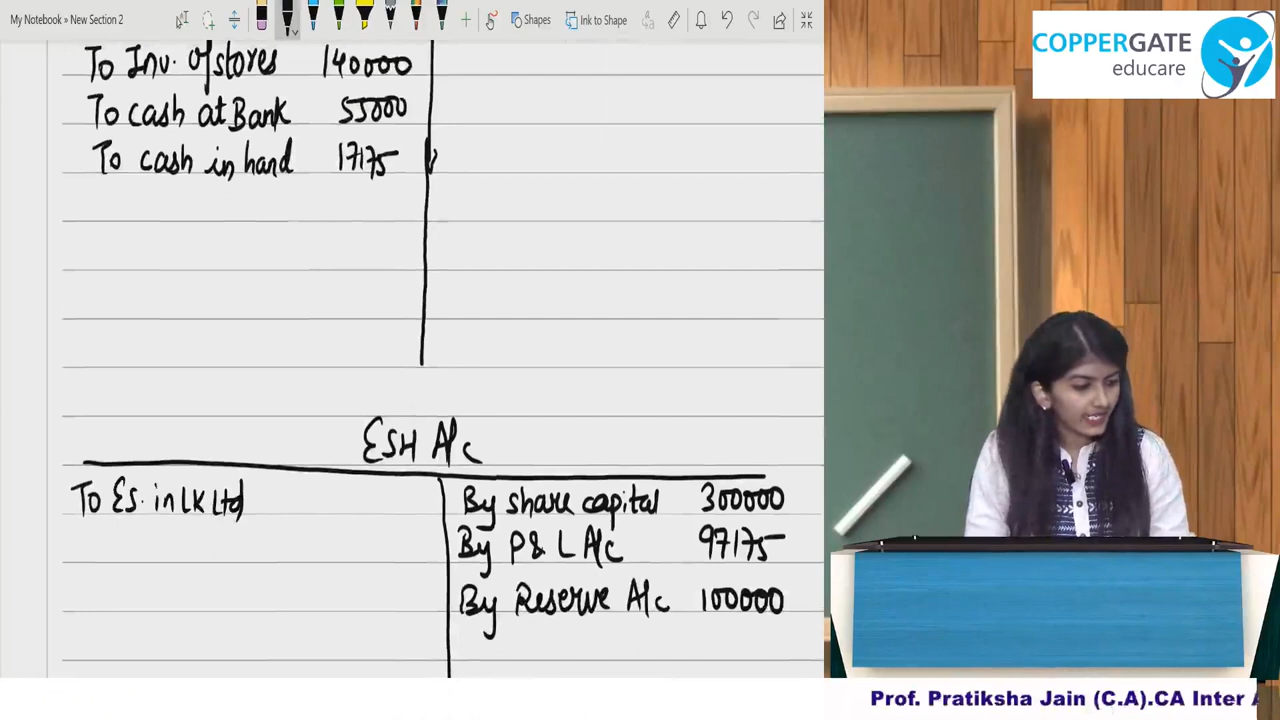 My Notebook » New Section 2
Shapes
Ink to Shape
COPPERGATE
educare
To Inv. of stores 140000
To cash at Bank 55000
To cash in hand 17175
ESH A/c
To Es. in LK Ltd
By share capital 300000
By P & L A/c 97175
By Reserve A/c 100000
Prof. Pratiksha Jain (C.A).CA Inter A